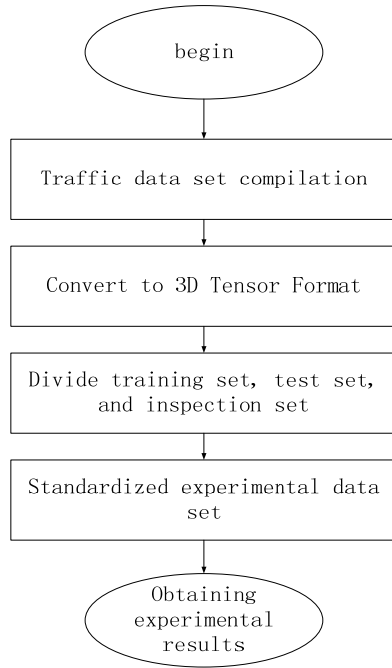 begin
Traffic data set compilation
Convert to 3D Tensor Format
Divide training set, test set,
and inspection set
Standardized experimental data
set
Obtaining
experimental
results